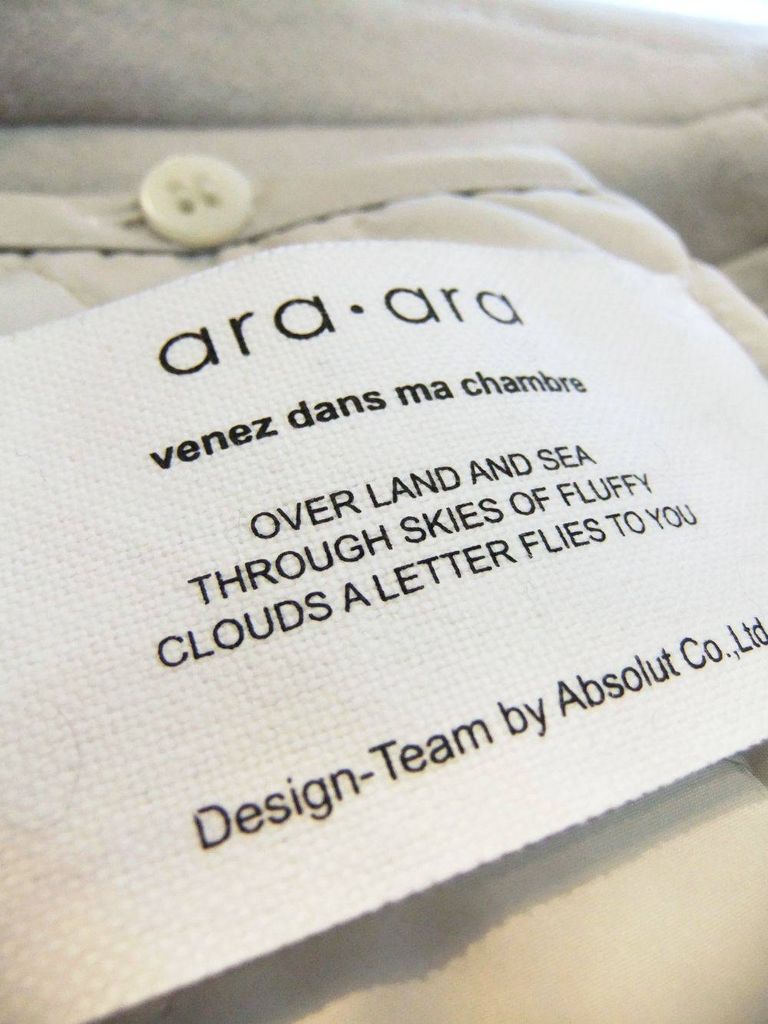 ara·ara
venez dans ma chambre
OVER LAND AND SEA
THROUGH SKIES OF FLUFFY
CLOUDS A LETTER FLIES TO YOU
Design-Team by Absolut Co.,Ltd